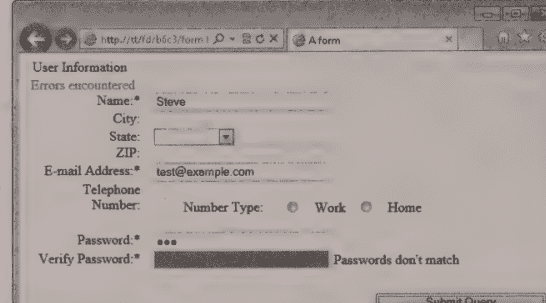 http://tt/fd/b6c3/form1
A form
User Information
Errors encountered
Name:* Steve
City:
State:
ZIP:
E-mail Address:* test@example.com
Telephone
Number: Number Type: Work Home
Password:*
Verify Password:* Passwords don't match
Submit Query